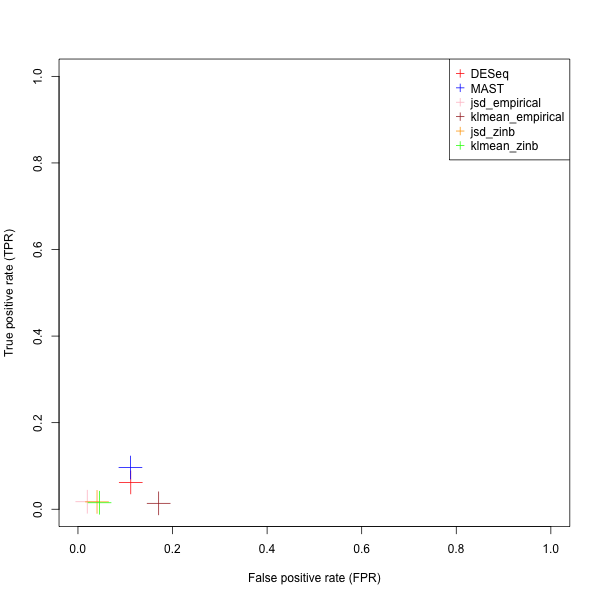 DESeq
MAST
jsd_empirical
klmean_empirical
jsd_zinb
klmean_zinb
True positive rate (TPR)
1.0
0.8
0.6
0.4
0.2
0.0
0.0 0.2 0.4 0.6 0.8 1.0
False positive rate (FPR)